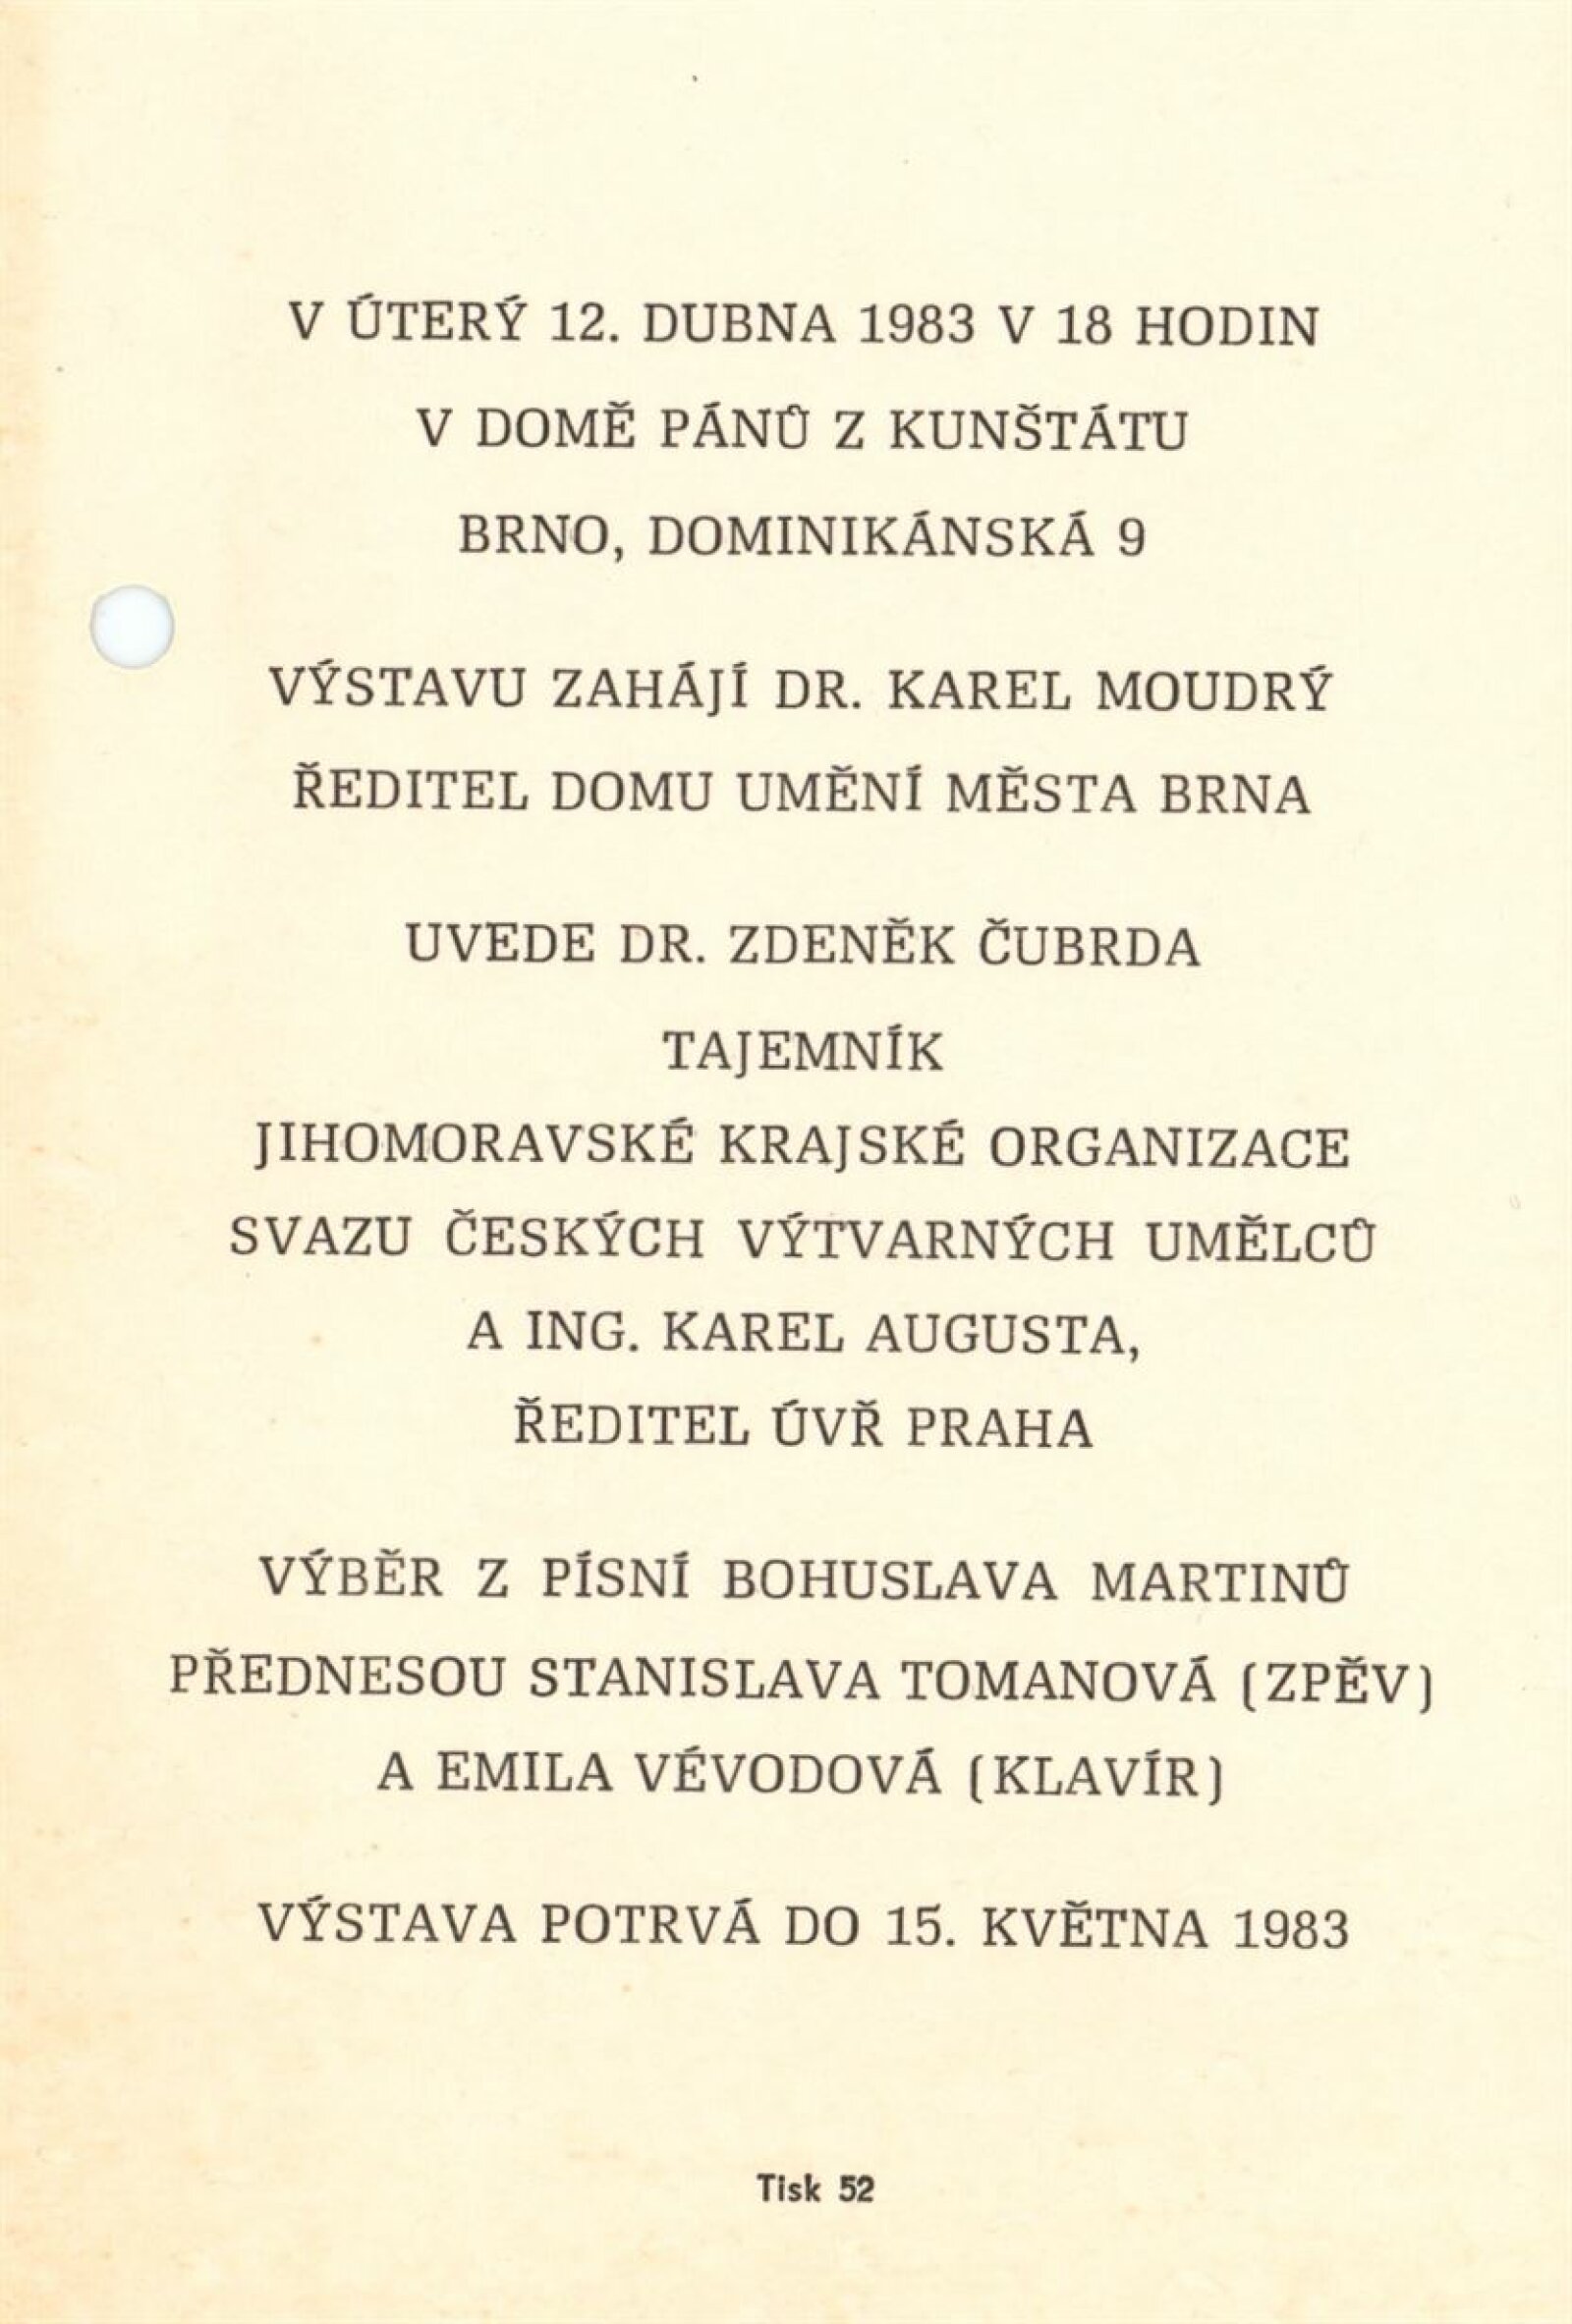 V ÚTERÝ 12. DUBNA 1983 V 18 HODIN
V DOMĚ PÁNŮ Z KUNŠTÁTU
BRNO, DOMINIKÁNSKÁ 9
VÝSTAVU ZAHÁJÍ DR. KAREL MOUDRÝ
ŘEDITEL DOMU UMĚNÍ MĚSTA BRNA
UVEDE DR. ZDENĚK ČUBRDA
TAJEMNÍK
JIHOMORAVSKÉ KRAJSKÉ ORGANIZACE
SVAZU ČESKÝCH VÝTVARNÝCH UMĚLCŮ
A ING. KAREL AUGUSTA,
ŘEDITEL ÚVŘ PRAHA
VÝBĚR Z PÍSNÍ BOHUSLAVA MARTINŮ
PŘEDNESOU STANISLAVA TOMANOVÁ (ZPĚV)
A EMILA VÉVODOVÁ (KLAVÍR)
VÝSTAVA POTRVÁ DO 15. KVĚTNA 1983
Tisk 52